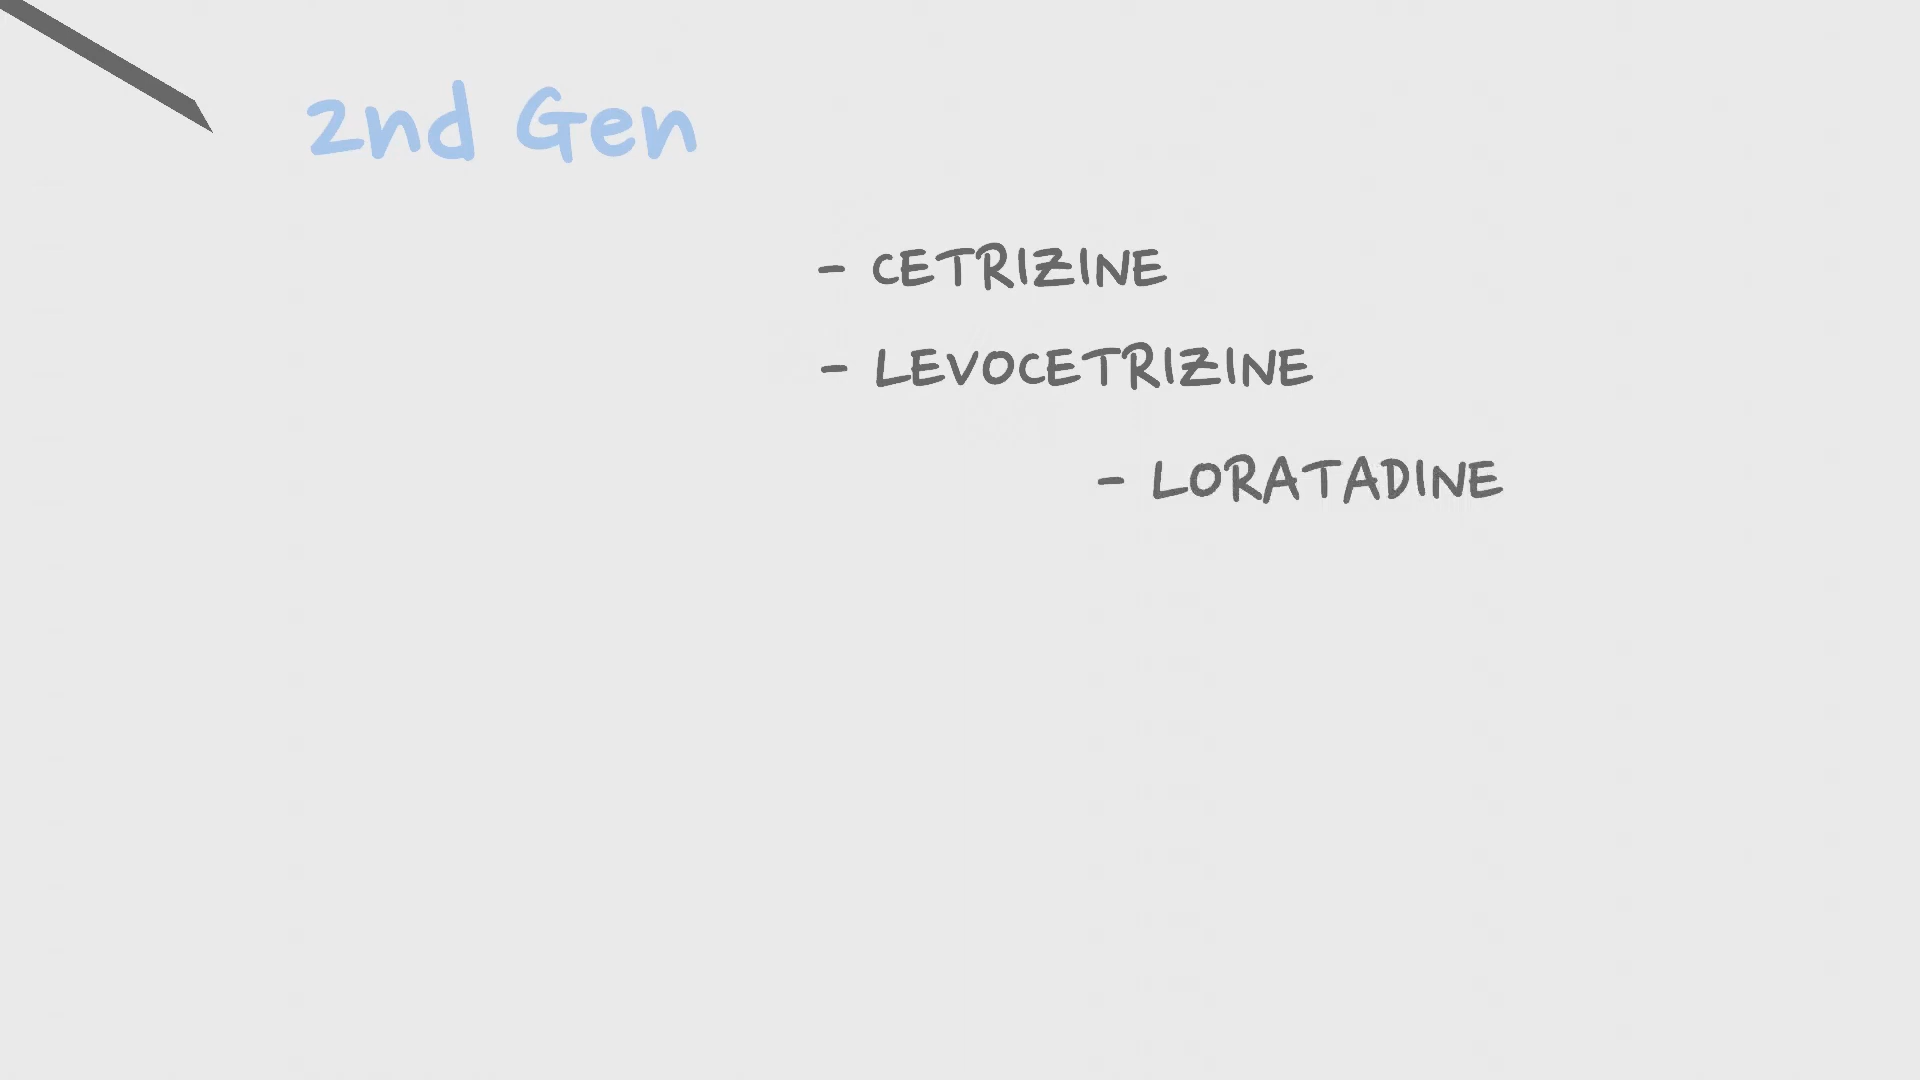 2nd Gen
- CETRIZINE
- LEVOCETRIZINE
- LORATADINE